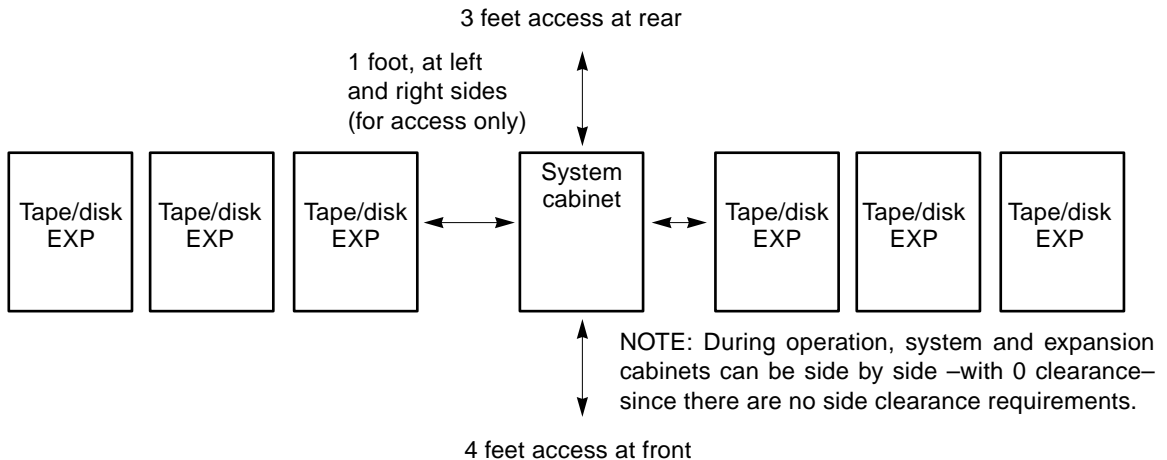 3 feet access at rear
1 foot, at left
and right sides
(for access only)
Tape/disk
EXP
Tape/disk
EXP
Tape/disk
EXP
System
cabinet
Tape/disk
EXP
Tape/disk
EXP
Tape/disk
EXP
NOTE: During operation, system and expansion
cabinets can be side by side –with 0 clearance–
since there are no side clearance requirements.
4 feet access at front